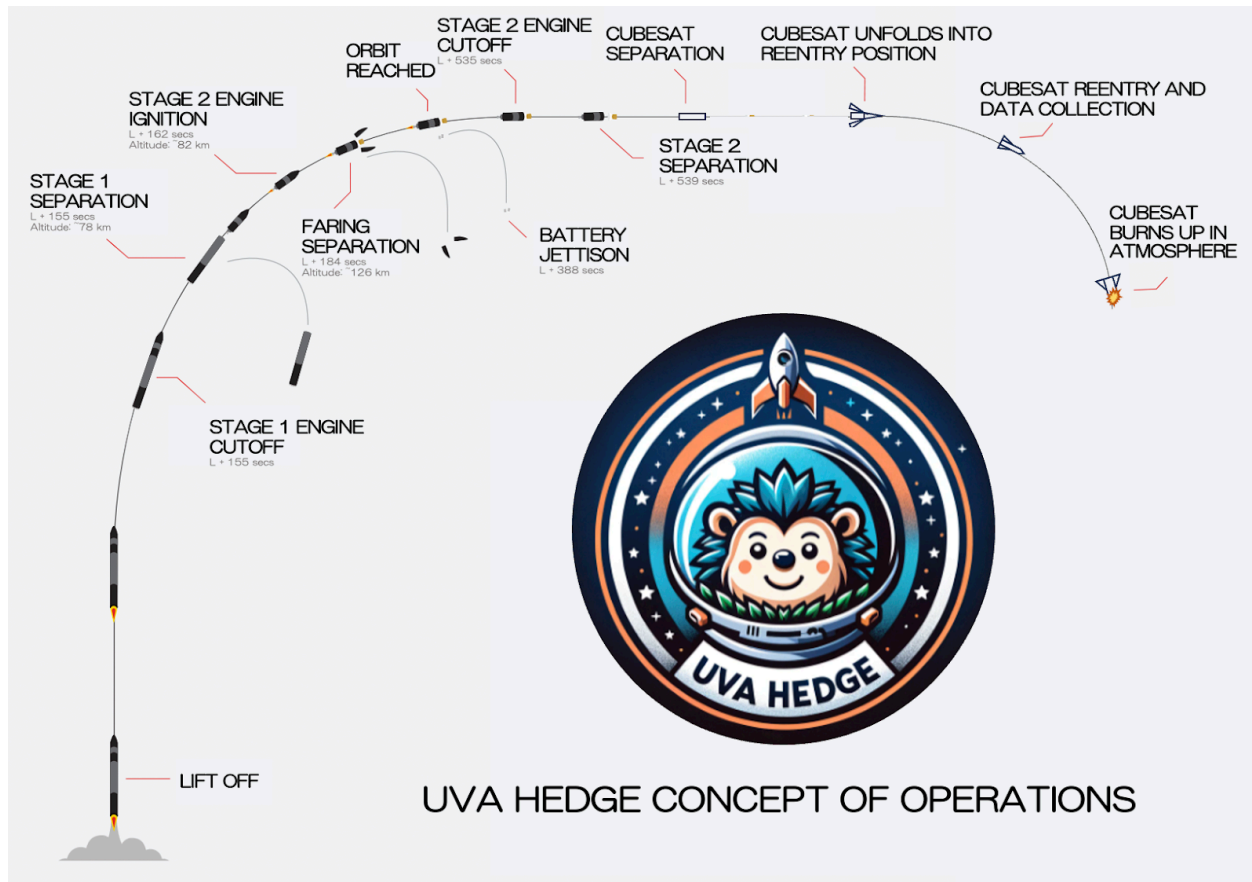 STAGE 2 ENGINE
CUTOFF
L + 535 secs
ORBIT
REACHED
CUBESAT
SEPARATION
CUBESAT UNFOLDS INTO
REENTRY POSITION
CUBESAT REENTRY AND
DATA COLLECTION
STAGE 2 ENGINE
IGNITION
L + 162 secs
Altitude: ~82 km
STAGE 2
SEPARATION
L + 539 secs
STAGE 1
SEPARATION
L + 155 secs
Altitude: ~78 km
FARING
SEPARATION
L + 184 secs
Altitude: ~126 km
BATTERY
JETTISON
L + 388 secs
CUBESAT
BURNS UP IN
ATMOSPHERE
STAGE 1 ENGINE
CUTOFF
L + 155 secs
UVA HEDGE
LIFT OFF
UVA HEDGE CONCEPT OF OPERATIONS